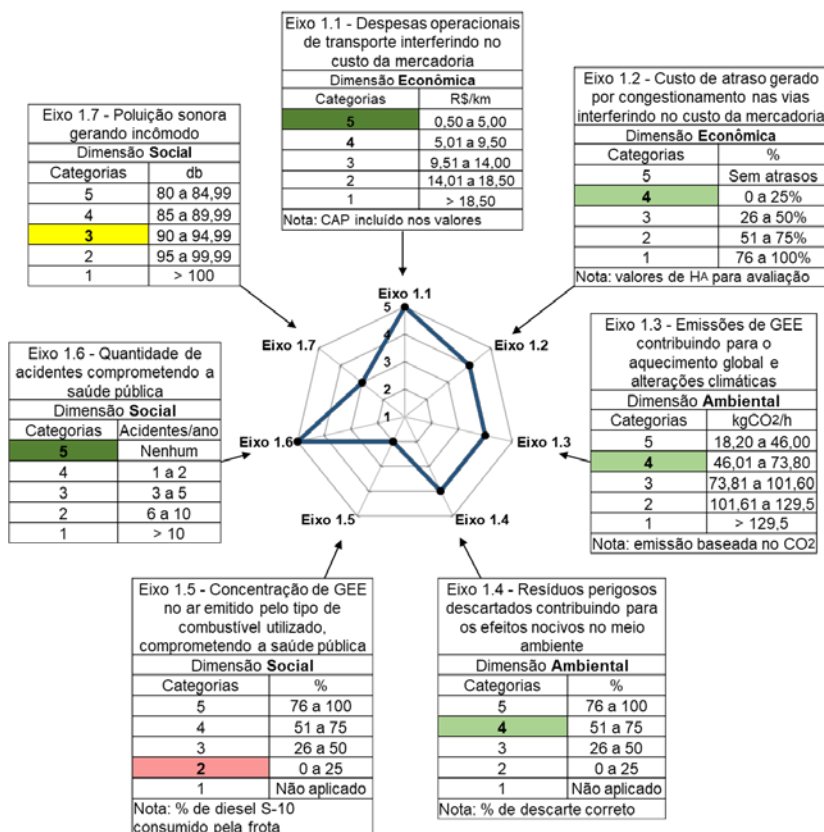 Eixo 1.1 - Despesas operacionais
de transporte interferindo no
custo da mercadoria
Dimensão Econômica
Categorias R$/km
5 0,50 a 5,00
4 5,01 a 9,50
3 9,51 a 14,00
2 14,01 a 18,50
1 > 18,50
Nota: CAP incluído nos valores
Eixo 1.2 - Custo de atraso gerado
por congestionamento nas vias
interferindo no custo da mercadoria
Dimensão Econômica
Categorias %
5 Sem atrasos
4 0 a 25%
3 26 a 50%
2 51 a 75%
1 76 a 100%
Nota: valores de HA para avaliação
Eixo 1.7 - Poluição sonora
gerando incômodo
Dimensão Social
Categorias db
5 80 a 84,99
4 85 a 89,99
3 90 a 94,99
2 95 a 99,99
1 > 100
Eixo 1.1
Eixo 1.2
Eixo 1.3
Eixo 1.4
Eixo 1.5
Eixo 1.6
Eixo 1.7
5
4
3
2
1
Eixo 1.6 - Quantidade de
acidentes comprometendo a
saúde pública
Dimensão Social
Categorias Acidentes/ano
5 Nenhum
4 1 a 2
3 3 a 5
2 6 a 10
1 > 10
Eixo 1.3 - Emissões de GEE
contribuindo para o
aquecimento global e
alterações climáticas
Dimensão Ambiental
Categorias kgCO2/h
5 18,20 a 46,00
4 46,01 a 73,80
3 73,81 a 101,60
2 101,61 a 129,5
1 > 129,5
Nota: emissão baseada no CO2
Eixo 1.5 - Concentração de GEE
no ar emitido pelo tipo de
combustível utilizado,
comprometendo a saúde pública
Dimensão Social
Categorias %
5 76 a 100
4 51 a 75
3 26 a 50
2 0 a 25
1 Não aplicado
Nota: % de diesel S-10
consumido pela frota
Eixo 1.4 - Resíduos perigosos
descartados contribuindo para
os efeitos nocivos no meio
ambiente
Dimensão Ambiental
Categorias %
5 76 a 100
4 51 a 75
3 26 a 50
2 0 a 25
1 Não aplicado
Nota: % de descarte correto